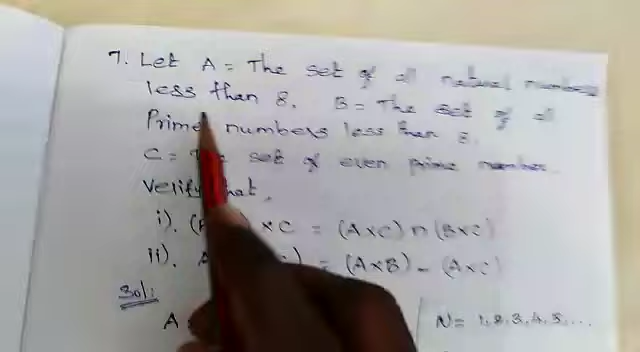 7. Let A = The set of all natural numbers
less than 8, B = The set of all
Prime numbers less than 8,
C = The set of even prime number.
Verify that,
i). ( × C = (A×C) ∩ (B×C)
ii). A ) = (A×B) - (A×C)
Sol:
A N = 1,2,3,4,5,...